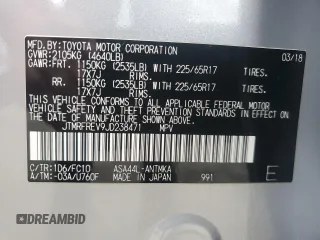 MFD.BY: TOYOTA MOTOR CORPORATION 03/18
GVWR: 2105KG (4640LB)
GAWR: FRT. 1150KG (2535LB) WITH 225/65R17 TIRES.
17X7J RIMS.
RR. 1150KG (2535LB) WITH 225/65R17 TIRES.
17X7J RIMS.
THIS VEHICLE CONFORMS TO ALL APPLICABLE FEDERAL MOTOR VEHICLE SAFETY, BUMPER, AND THEFT PREVENTION STANDARDS IN EFFECT ON THE DATE OF MANUFACTURE SHOWN ABOVE.
JTMRFREV9JD238471 MPV
C/TR: 1D6/FC10 ASA44L-ANTMKA
A/TM: -03A/U760F MADE IN JAPAN 991 E